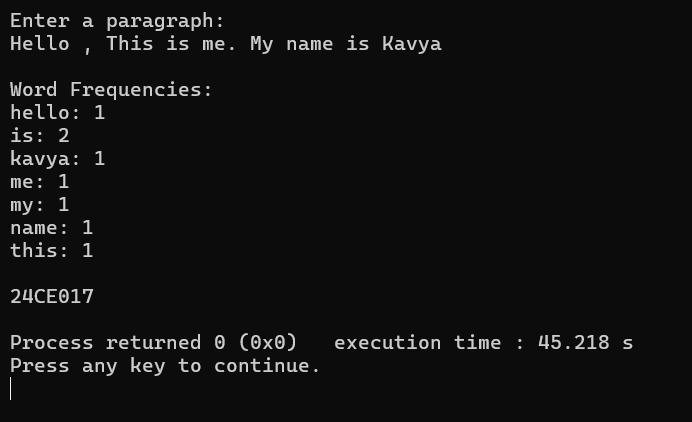 Enter a paragraph:
Hello , This is me. My name is Kavya
Word Frequencies:
hello: 1
is: 2
kavya: 1
me: 1
my: 1
name: 1
this: 1
24CE017
Process returned 0 (0x0)   execution time : 45.218 s
Press any key to continue.